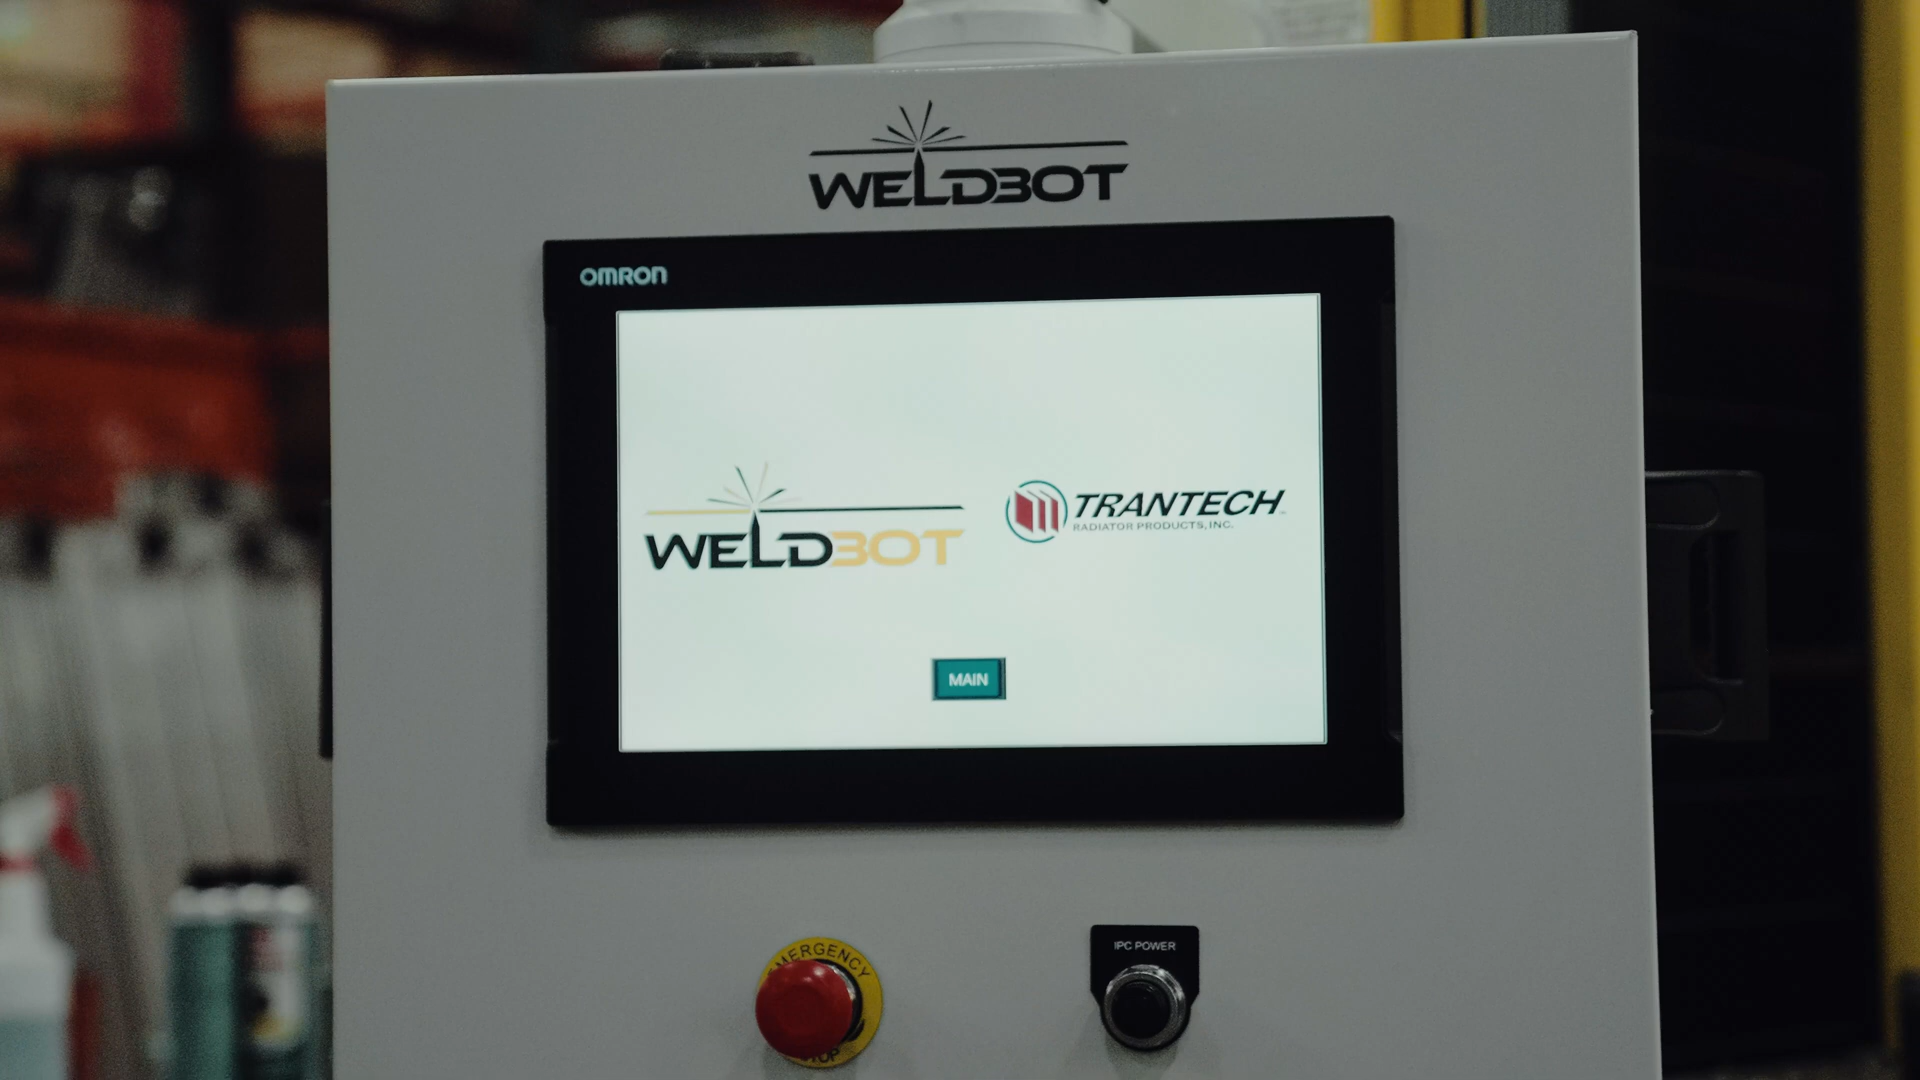 WELDBOT
OMRON
WELDBOT
TRANTECH
RADIATOR PRODUCTS, INC.
MAIN
EMERGENCY
STOP
IPC POWER